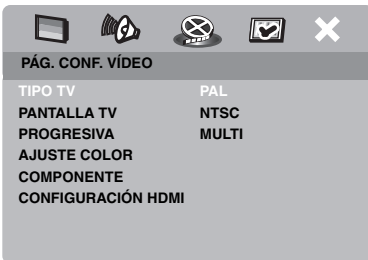 PÁG. CONF. VÍDEO
TIPO TV PAL
PANTALLA TV NTSC
PROGRESIVA MULTI
AJUSTE COLOR
COMPONENTE
CONFIGURACIÓN HDMI